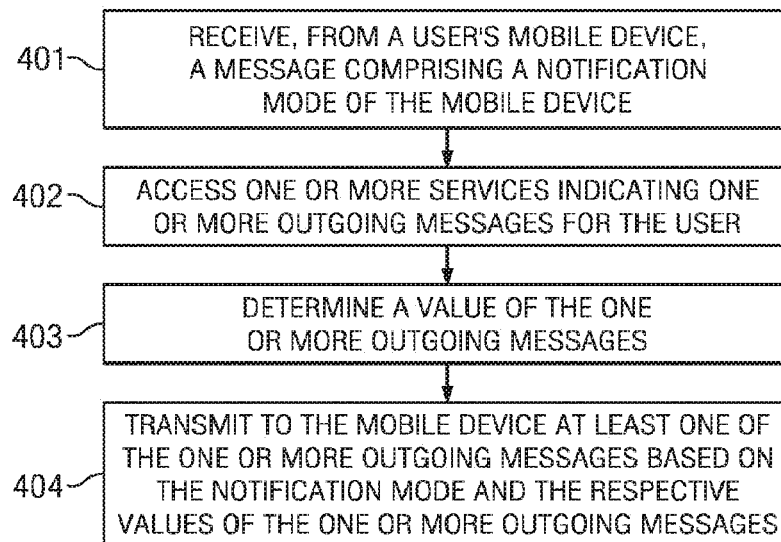 401
RECEIVE, FROM A USER'S MOBILE DEVICE,
A MESSAGE COMPRISING A NOTIFICATION
MODE OF THE MOBILE DEVICE
402
ACCESS ONE OR MORE SERVICES INDICATING ONE
OR MORE OUTGOING MESSAGES FOR THE USER
403
DETERMINE A VALUE OF THE ONE
OR MORE OUTGOING MESSAGES
404
TRANSMIT TO THE MOBILE DEVICE AT LEAST ONE OF
THE ONE OR MORE OUTGOING MESSAGES BASED ON
THE NOTIFICATION MODE AND THE RESPECTIVE
VALUES OF THE ONE OR MORE OUTGOING MESSAGES